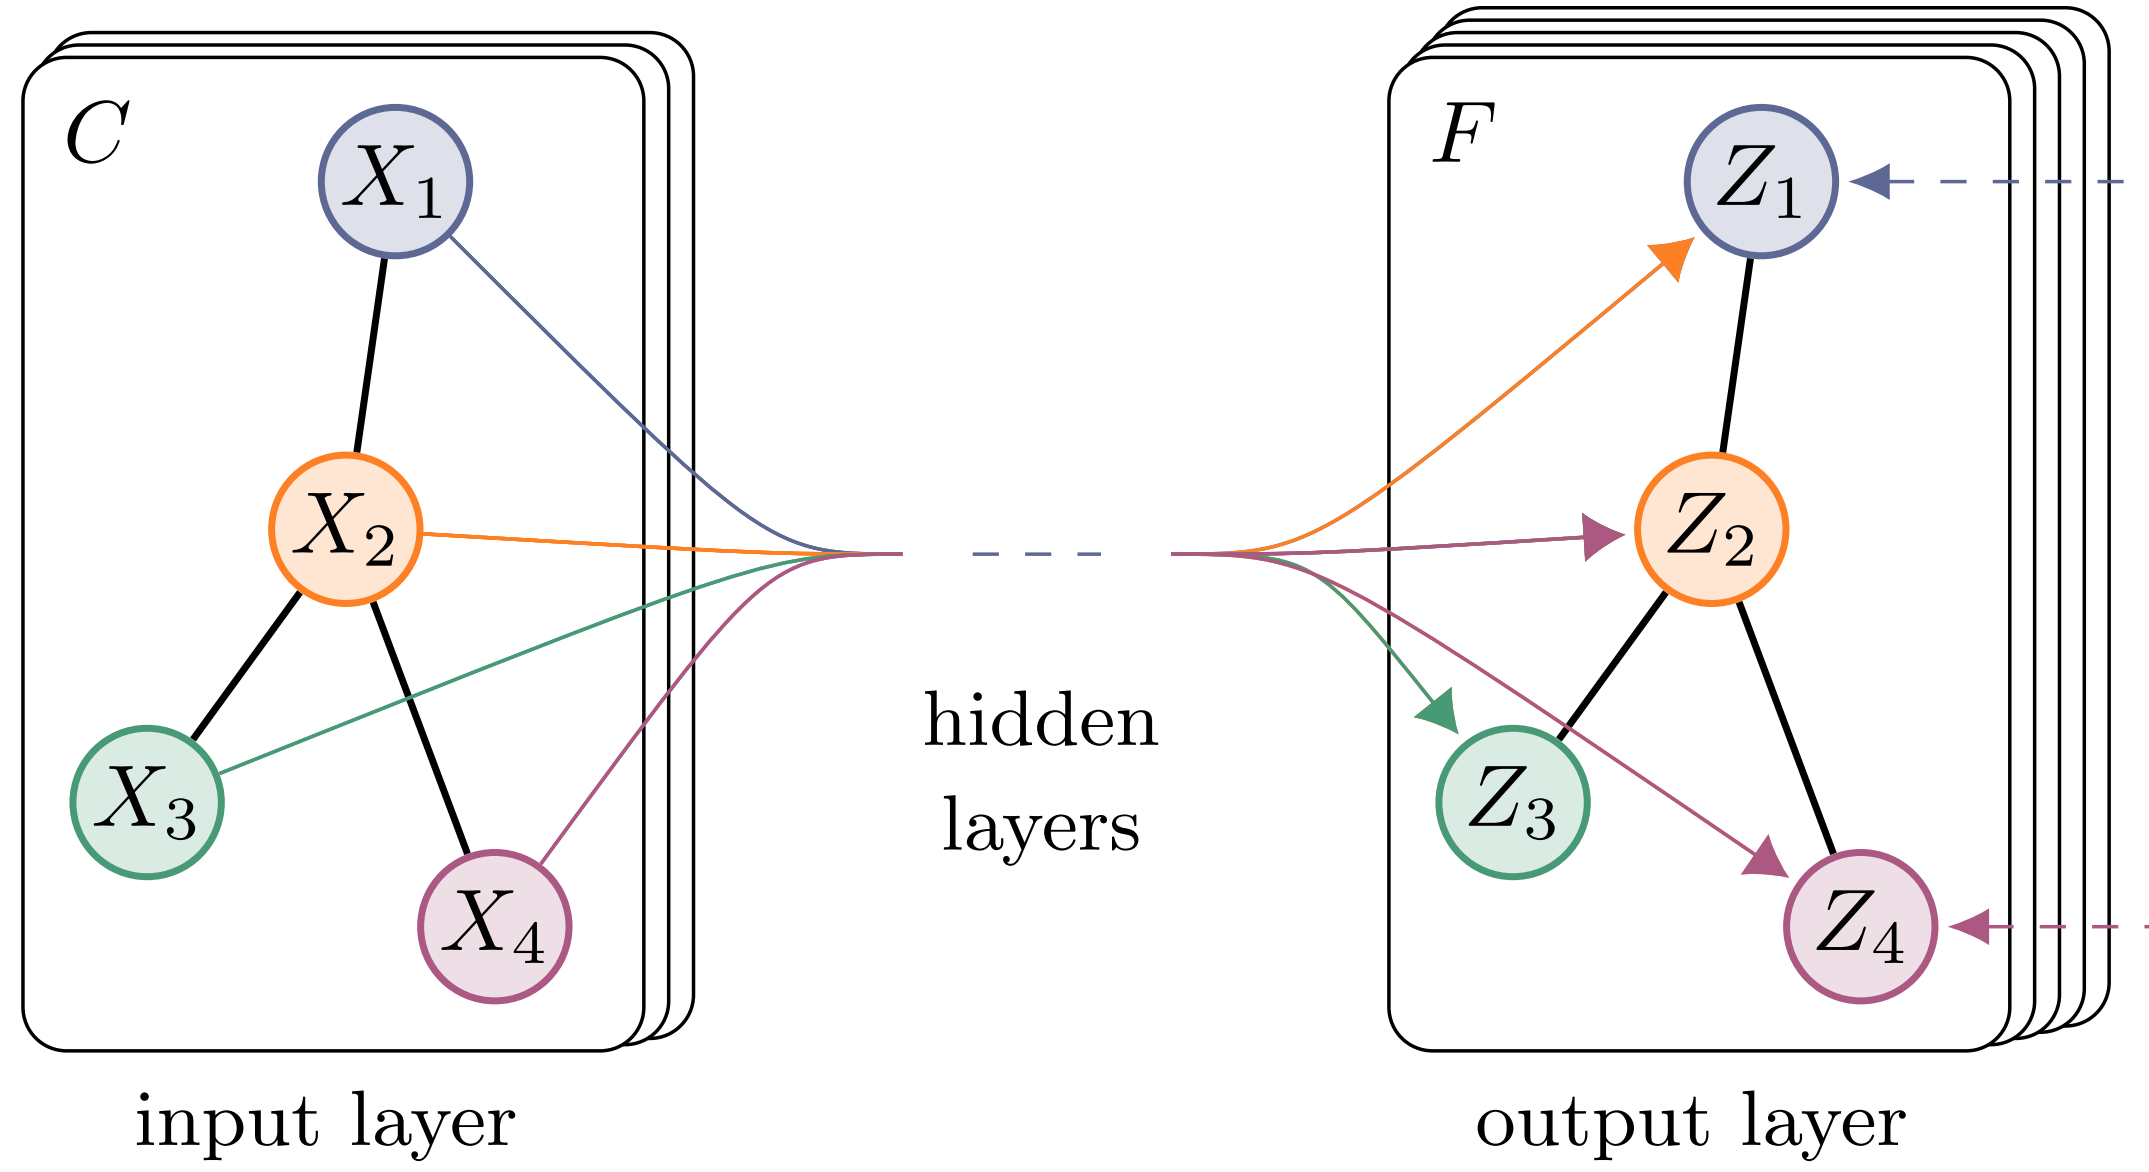 C
X₁
X₂
X₃
X₄
input layer
hidden
layers
F
Z₁
Z₂
Z₃
Z₄
output layer